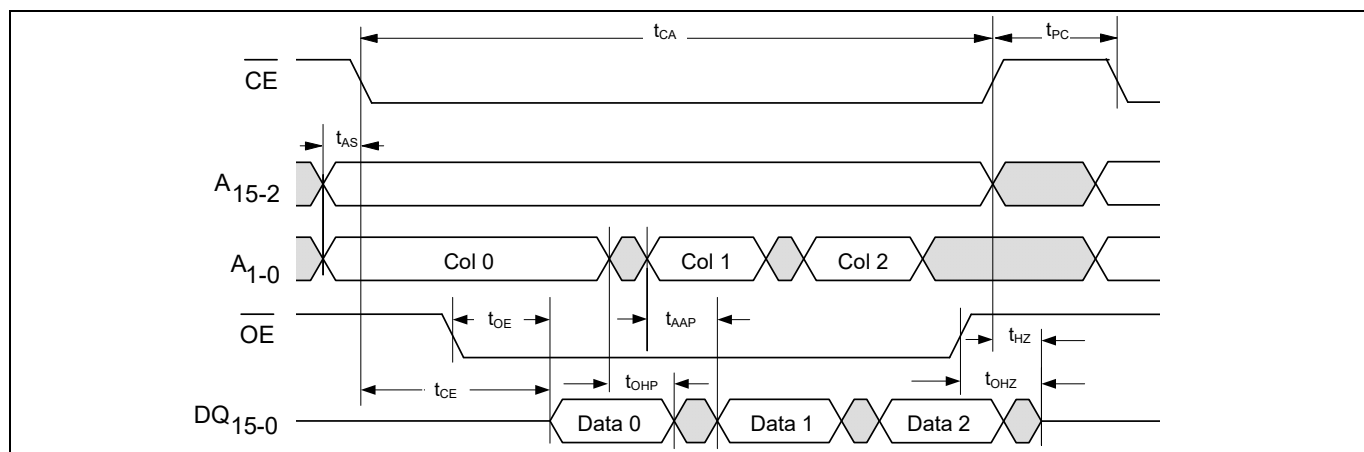 tCA tPC
CE
tAS
A15-2
A1-0 Col 0 Col 1 Col 2
OE tOE tAAP tHZ
tCE tOHP tOHZ
DQ15-0 Data 0 Data 1 Data 2